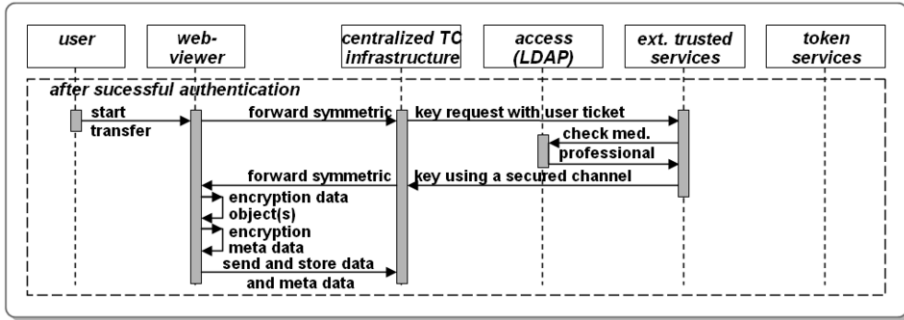 user
web-
viewer
centralized TC
infrastructure
access
(LDAP)
ext. trusted
services
token
services
after sucessful authentication
start
transfer
forward symmetric
key request with user ticket
check med.
professional
forward symmetric
key using a secured channel
encryption data
object(s)
encryption
meta data
send and store data
and meta data